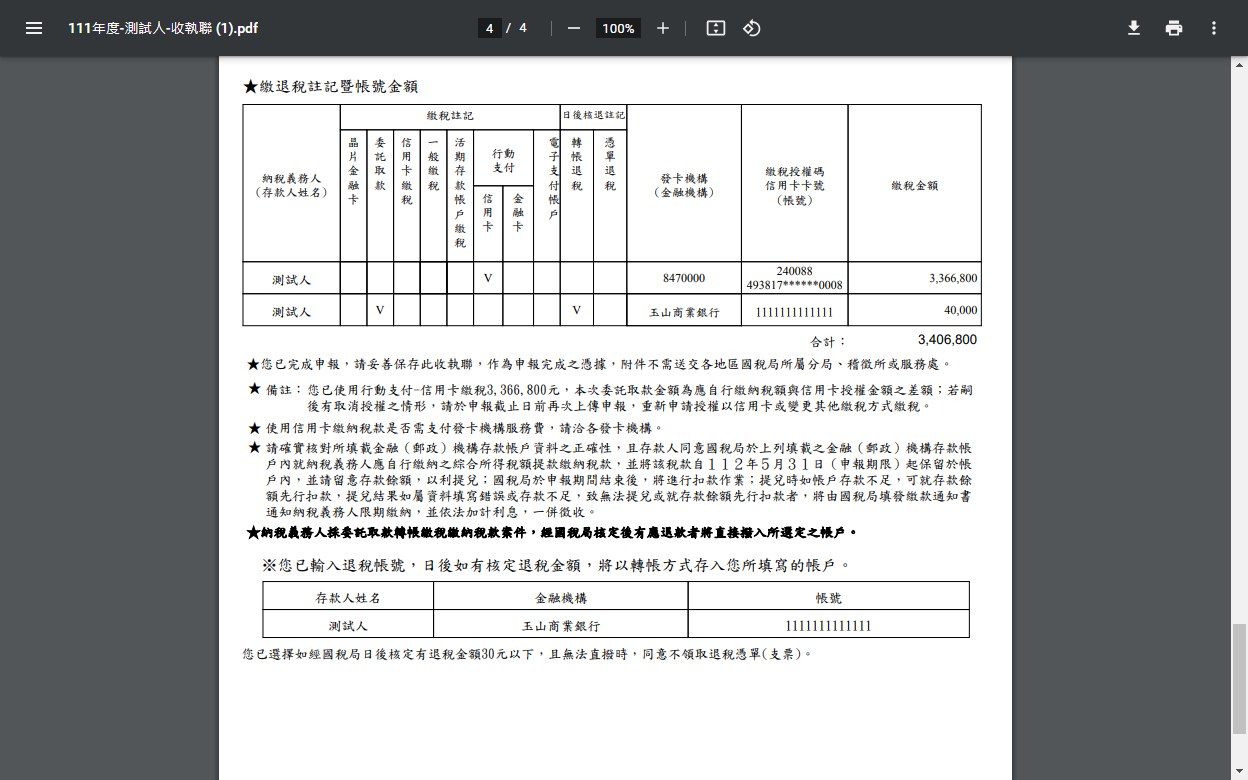 111年度-測試人-收執聯 (1).pdf
4 / 4
100%
★繳退稅註記暨帳號金額
納稅義務人
(存款人姓名)
繳稅註記
日後核退註記
晶片金融卡
委託取款
信用卡繳稅
一般繳稅
活期存款帳戶繳稅
行動
支付
信用卡
金融卡
電子支付帳戶
轉帳退稅
憑單退稅
發卡機構
(金融機構)
繳稅授權碼
信用卡卡號
(帳號)
繳稅金額
測試人 V 8470000 240088
493817******0008 3,366,800
測試人 V V 玉山商業銀行 1111111111111 40,000
合計： 3,406,800
★您已完成申報，請妥善保存此收執聯，作為申報完成之憑據，附件不需送交各地區國稅局所屬分局、稽徵所或服務處。
★ 備註： 您已使用行動支付-信用卡繳稅3,366,800元，本次委託取款金額為應自行繳納稅額與信用卡授權金額之差額；若嗣
後有取消授權之情形，請於申報截止日前再次上傳申報，重新申請授權以信用卡或變更其他繳稅方式繳稅。
★ 使用信用卡繳納稅款是否需支付發卡機構服務費，請洽各發卡機構。
★ 請確實核對所填載金融（郵政）機構存款帳戶資料之正確性，且存款人同意國稅局於上列填載之金融（郵政）機構存款帳
戶內就納稅義務人應自行繳納之綜合所得稅額提款繳納稅款，並將該稅款自１１２年５月３１日（申報期限）起保留於帳
戶內，並請留意存款餘額，以利提兌；國稅局於申報期間結束後，將進行扣款作業；提兌時如帳戶存款不足，可就存款餘
額先行扣款，提兌結果如屬資料填寫錯誤或存款不足，致無法提兌或就存款餘額先行扣款者，將由國稅局填發繳款通知書
通知納稅義務人限期繳納，並依法加計利息，一併徵收。
★納稅義務人採委託取款轉帳繳稅繳納稅款案件，經國稅局核定後有應退款者將直接撥入所選定之帳戶。
※您已輸入退稅帳號，日後如有核定退稅金額，將以轉帳方式存入您所填寫的帳戶。
存款人姓名 金融機構 帳號
測試人 玉山商業銀行 1111111111111
您已選擇如經國稅局日後核定有退稅金額30元以下，且無法直撥時，同意不領取退稅憑單(支票)。